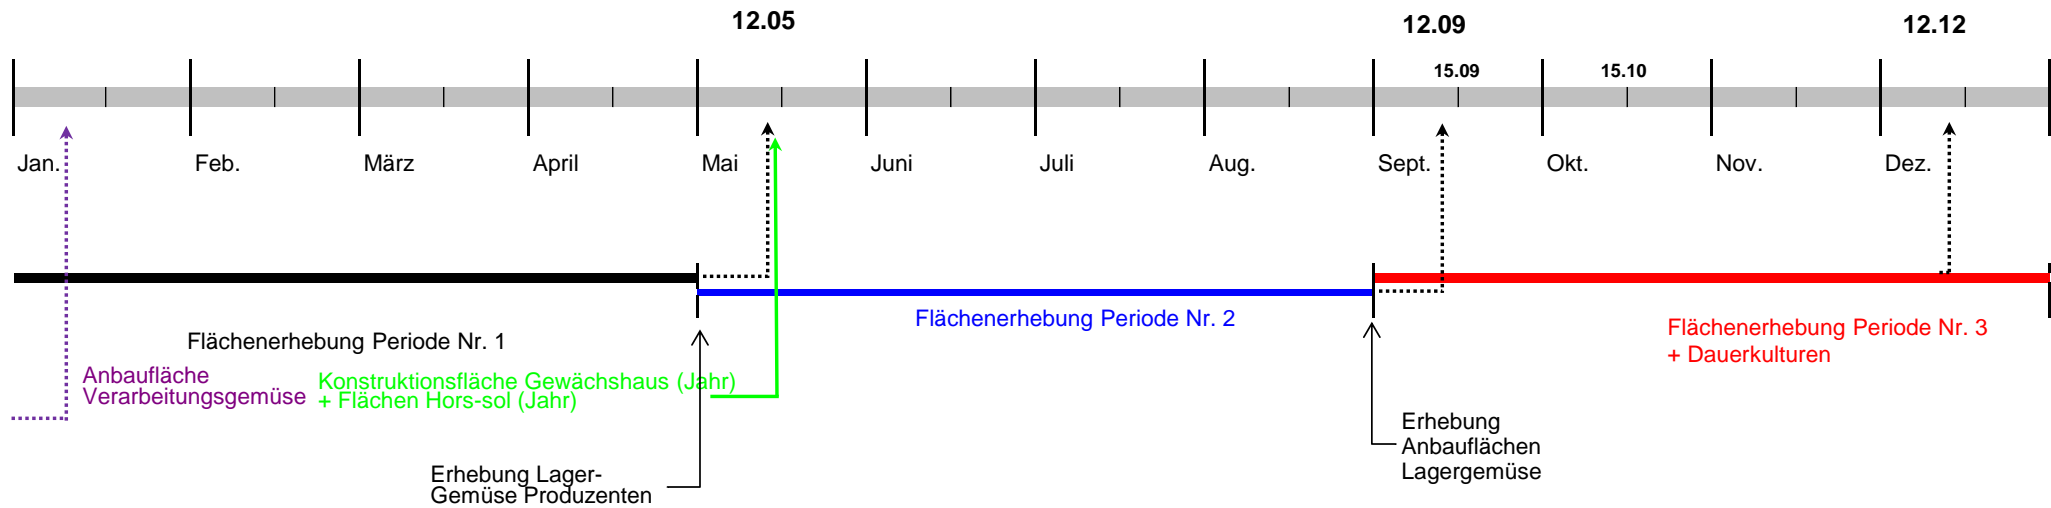 12.05
12.09
12.12
15.09
15.10
Jan.
Feb.
März
April
Mai
Juni
Juli
Aug.
Sept.
Okt.
Nov.
Dez.
Flächenerhebung Periode Nr. 1
Flächenerhebung Periode Nr. 2
Flächenerhebung Periode Nr. 3
+ Dauerkulturen
Anbaufläche
Verarbeitungsgemüse
Konstruktionsfläche Gewächshaus (Jahr)
+ Flächen Hors-sol (Jahr)
Erhebung Lager-
Gemüse Produzenten
Erhebung
Anbauflächen
Lagergemüse